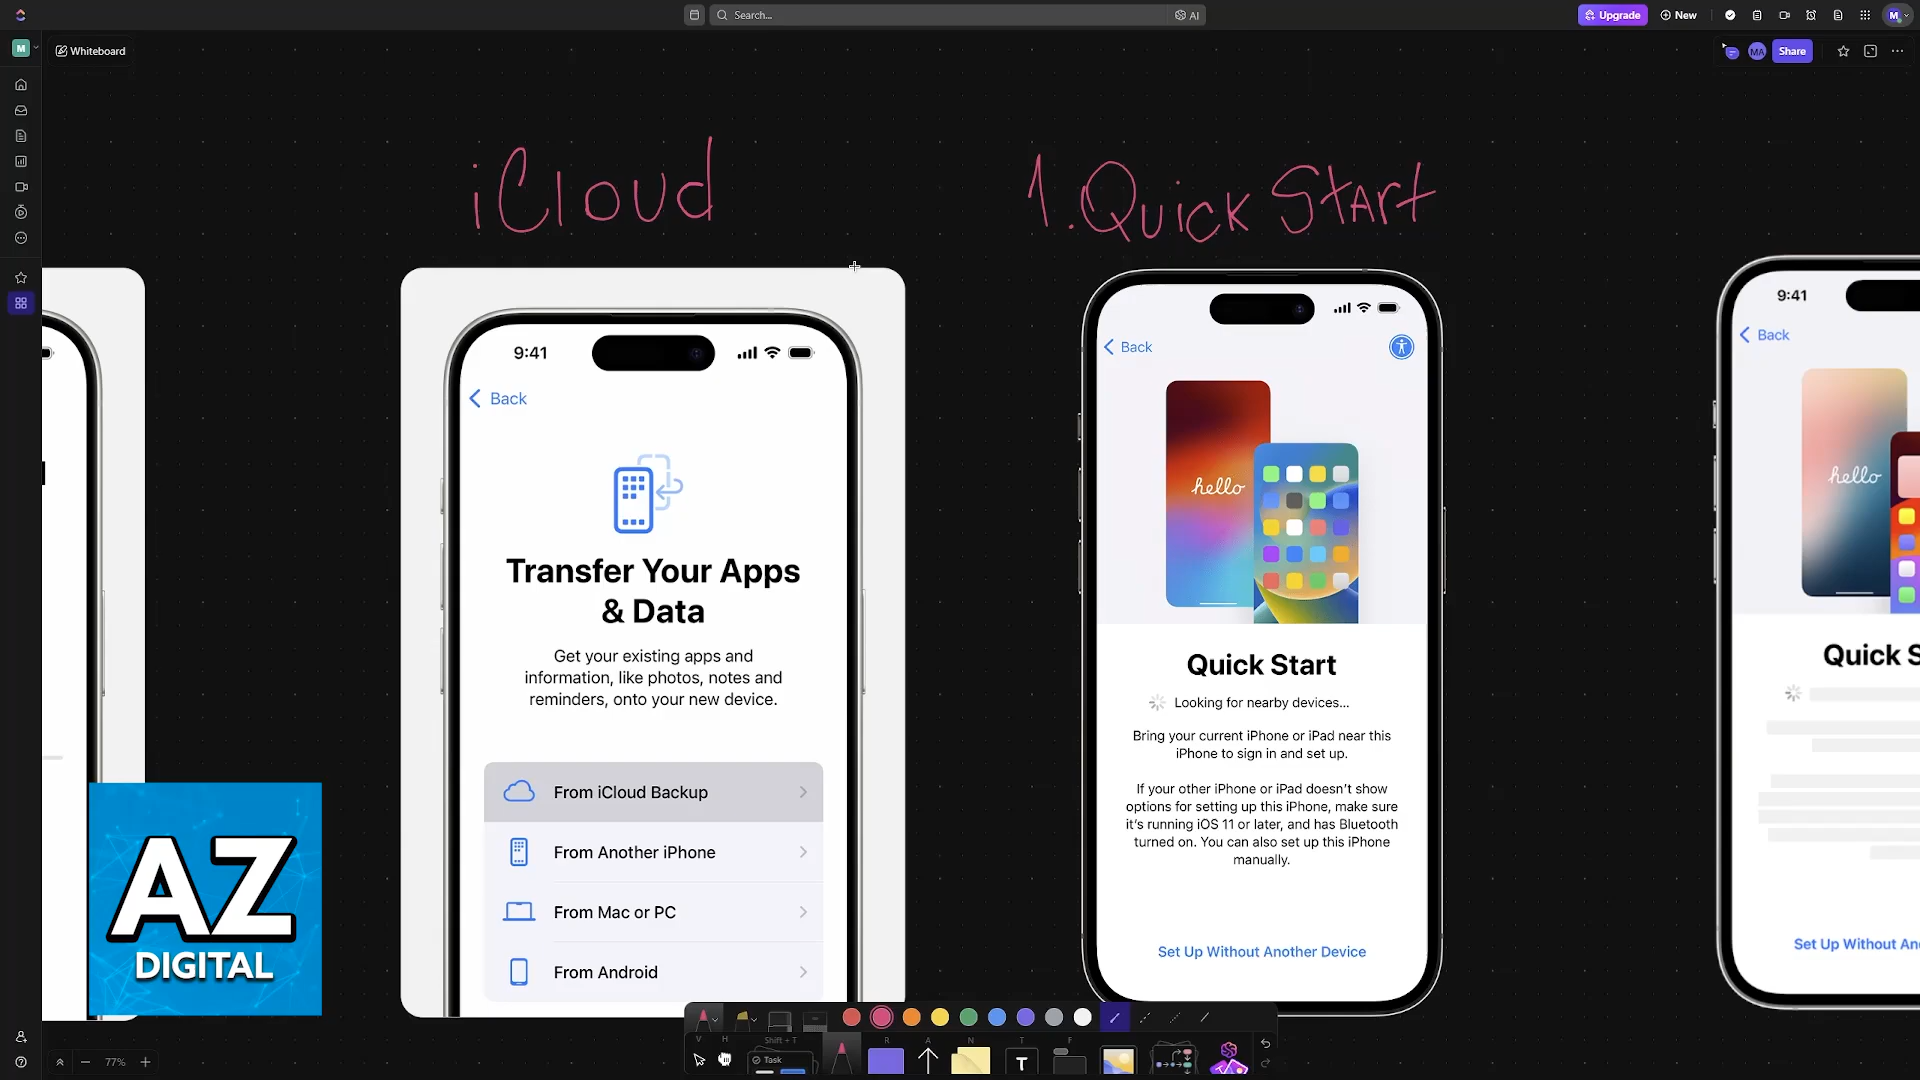 Search...
AI
Upgrade
New
M
M
Whiteboard
MA
Share
iCloud
1. Quick Start
9:41
Back
Transfer Your Apps
& Data
Get your existing apps and
information, like photos, notes and
reminders, onto your new device.
From iCloud Backup
From Another iPhone
From Mac or PC
From Android
Back
hello
Quick Start
Looking for nearby devices...
Bring your current iPhone or iPad near this
iPhone to sign in and set up.
If your other iPhone or iPad doesn't show
options for setting up this iPhone, make sure
it's running iOS 11 or later, and has Bluetooth
turned on. You can also set up this iPhone
manually.
Set Up Without Another Device
9:41
Back
hello
Quick S
Set Up Without An
AZ
DIGITAL
77%
V
H
Shift + T
Task
R
A
N
T
T
F